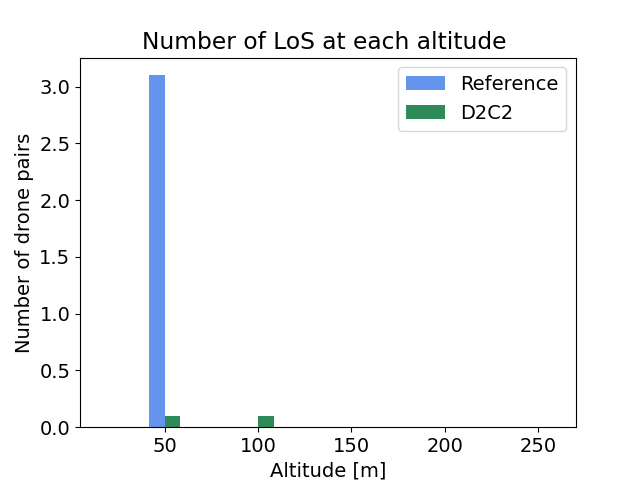 Number of LoS at each altitude
Reference
D2C2
Number of drone pairs
3.0
2.5
2.0
1.5
1.0
0.5
0.0
50 100 150 200 250
Altitude [m]